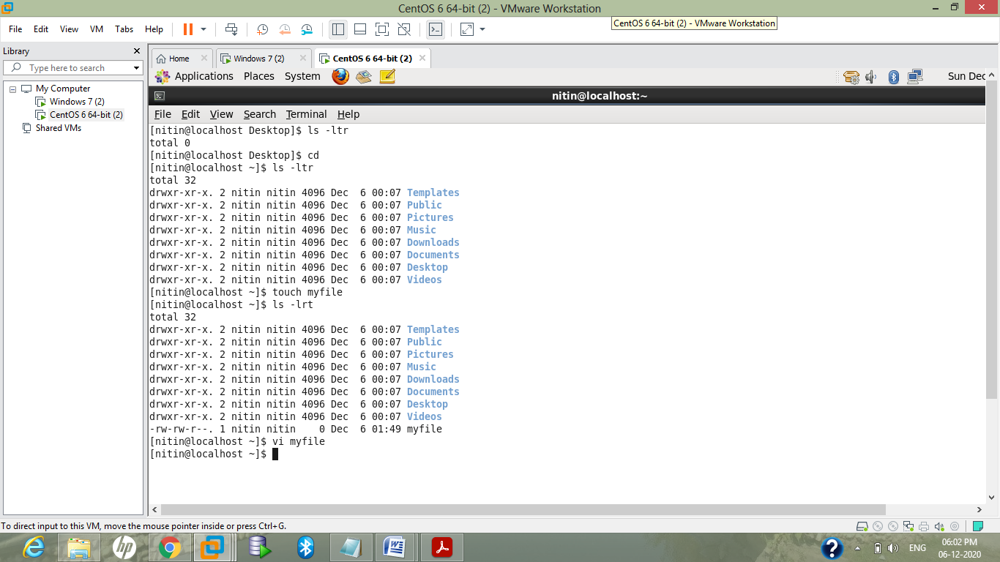 CentOS 6 64-bit (2) - VMware Workstation
File Edit View VM Tabs Help
CentOS 6 64-bit (2) - VMware Workstation
Library
Type here to search
My Computer
Windows 7 (2)
CentOS 6 64-bit (2)
Shared VMs
Home Windows 7 (2) CentOS 6 64-bit (2)
Applications Places System Sun Dec
nitin@localhost:~
File Edit View Search Terminal Help
[nitin@localhost Desktop]$ ls -ltr
total 0
[nitin@localhost Desktop]$ cd
[nitin@localhost ~]$ ls -ltr
total 32
drwxr-xr-x. 2 nitin nitin 4096 Dec  6 00:07 Templates
drwxr-xr-x. 2 nitin nitin 4096 Dec  6 00:07 Public
drwxr-xr-x. 2 nitin nitin 4096 Dec  6 00:07 Pictures
drwxr-xr-x. 2 nitin nitin 4096 Dec  6 00:07 Music
drwxr-xr-x. 2 nitin nitin 4096 Dec  6 00:07 Downloads
drwxr-xr-x. 2 nitin nitin 4096 Dec  6 00:07 Documents
drwxr-xr-x. 2 nitin nitin 4096 Dec  6 00:07 Desktop
drwxr-xr-x. 2 nitin nitin 4096 Dec  6 00:07 Videos
[nitin@localhost ~]$ touch myfile
[nitin@localhost ~]$ ls -lrt
total 32
drwxr-xr-x. 2 nitin nitin 4096 Dec  6 00:07 Templates
drwxr-xr-x. 2 nitin nitin 4096 Dec  6 00:07 Public
drwxr-xr-x. 2 nitin nitin 4096 Dec  6 00:07 Pictures
drwxr-xr-x. 2 nitin nitin 4096 Dec  6 00:07 Music
drwxr-xr-x. 2 nitin nitin 4096 Dec  6 00:07 Downloads
drwxr-xr-x. 2 nitin nitin 4096 Dec  6 00:07 Documents
drwxr-xr-x. 2 nitin nitin 4096 Dec  6 00:07 Desktop
drwxr-xr-x. 2 nitin nitin 4096 Dec  6 00:07 Videos
-rw-rw-r--. 1 nitin nitin    0 Dec  6 01:49 myfile
[nitin@localhost ~]$ vi myfile
[nitin@localhost ~]$
To direct input to this VM, move the mouse pointer inside or press Ctrl+G.
hp
ENG
06:02 PM
06-12-2020